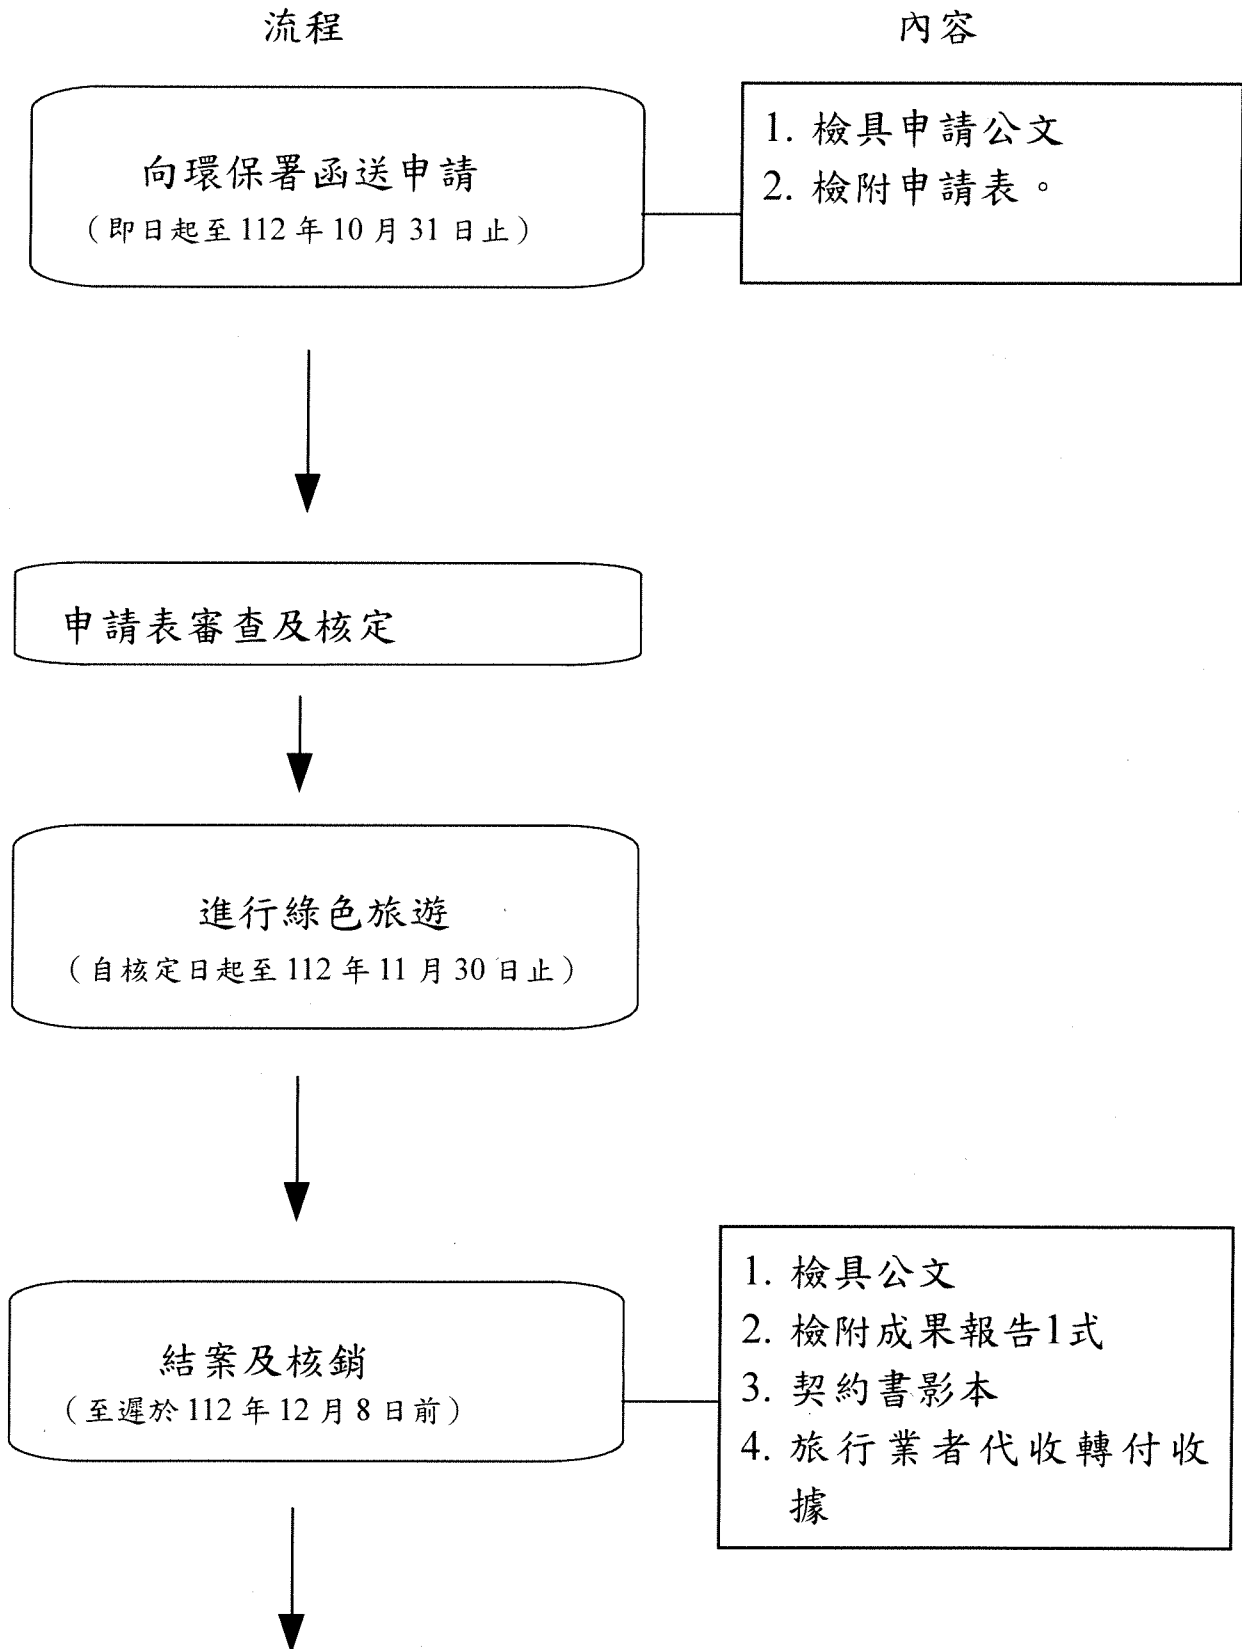 流程
內容
向環保署函送申請
（即日起至112年10月31日止）
1. 檢具申請公文
2. 檢附申請表。
申請表審查及核定
進行綠色旅遊
（自核定日起至112年11月30日止）
結案及核銷
（至遲於112年12月8日前）
1. 檢具公文
2. 檢附成果報告1式
3. 契約書影本
4. 旅行業者代收轉付收
據